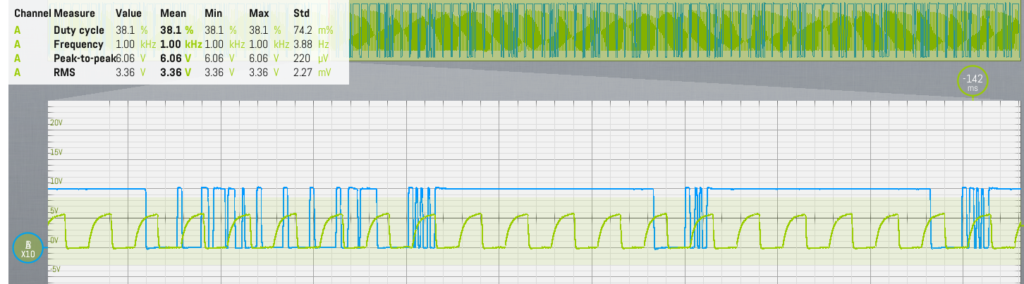 Channel Measure Value Mean Min Max Std
A Duty cycle 38.1 % 38.1 % 38.1 % 38.1 % 74.2 m%
A Frequency 1.00 kHz 1.00 kHz 1.00 kHz 1.00 kHz 3.88 Hz
A Peak-to-peak 6.06 V 6.06 V 6.06 V 6.06 V 220 µV
A RMS 3.36 V 3.36 V 3.36 V 3.36 V 2.27 mV
-142
ms
20V
15V
10V
5V
0V
X10
-5V